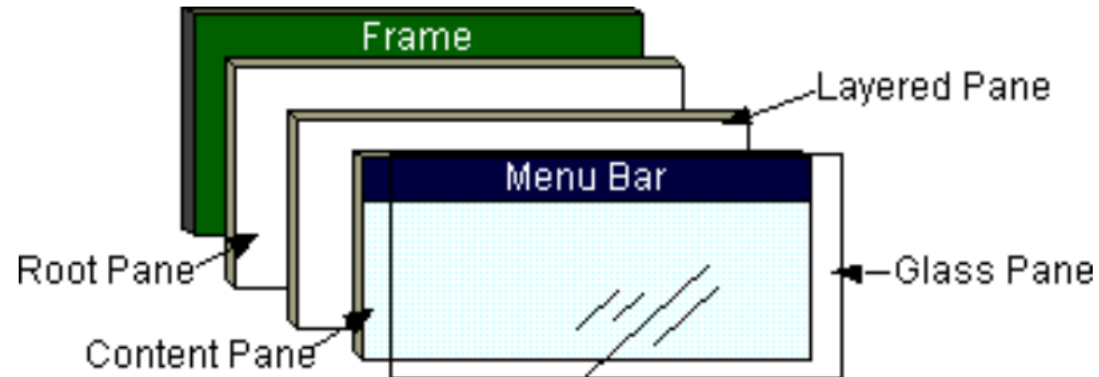 Frame
Layered Pane
Menu Bar
Root Pane
Glass Pane
Content Pane